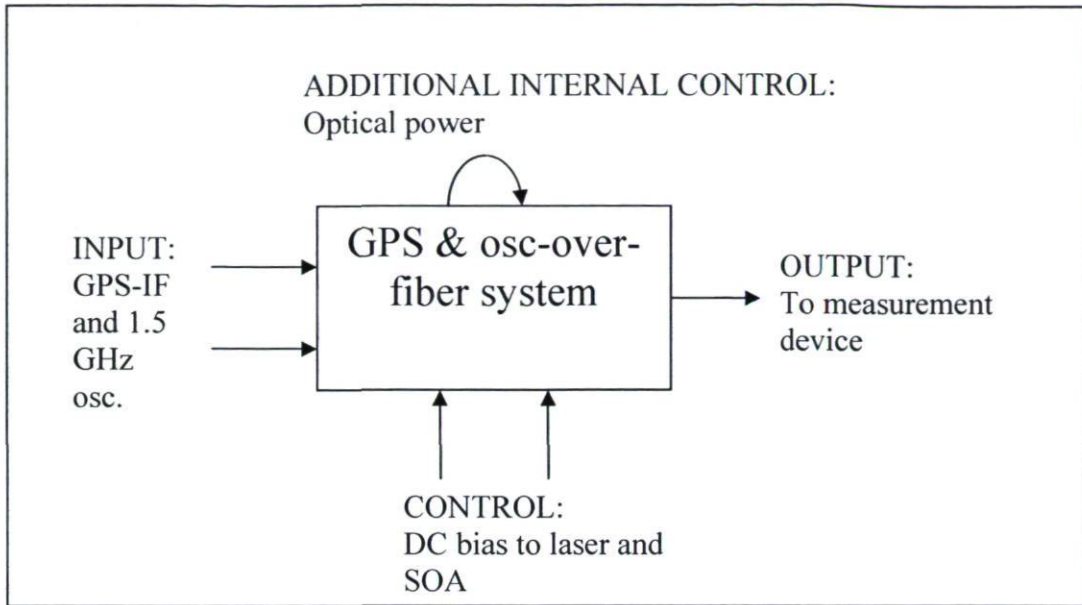 ADDITIONAL INTERNAL CONTROL:
Optical power
GPS & osc-over-
fiber system
INPUT:
GPS-IF
and 1.5
GHz
osc.
OUTPUT:
To measurement
device
CONTROL:
DC bias to laser and
SOA